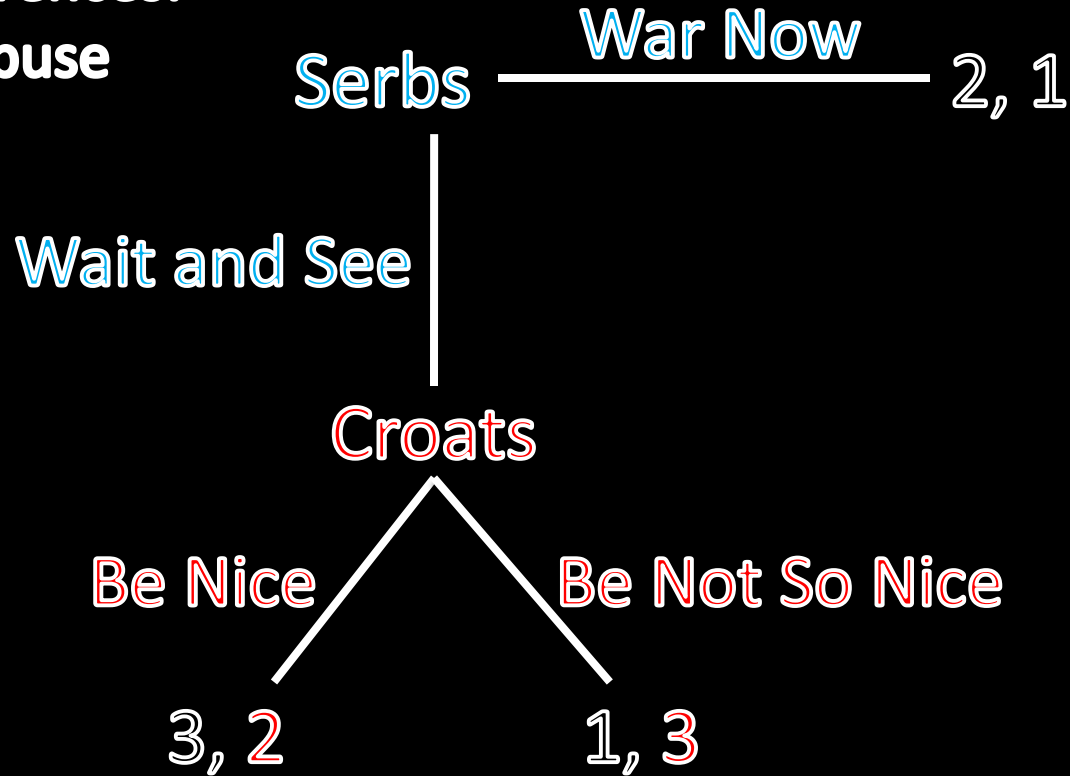 War Now
Serbs
2, 1
Wait and See
Croats
Be Nice
Be Not So Nice
3, 2
1, 3